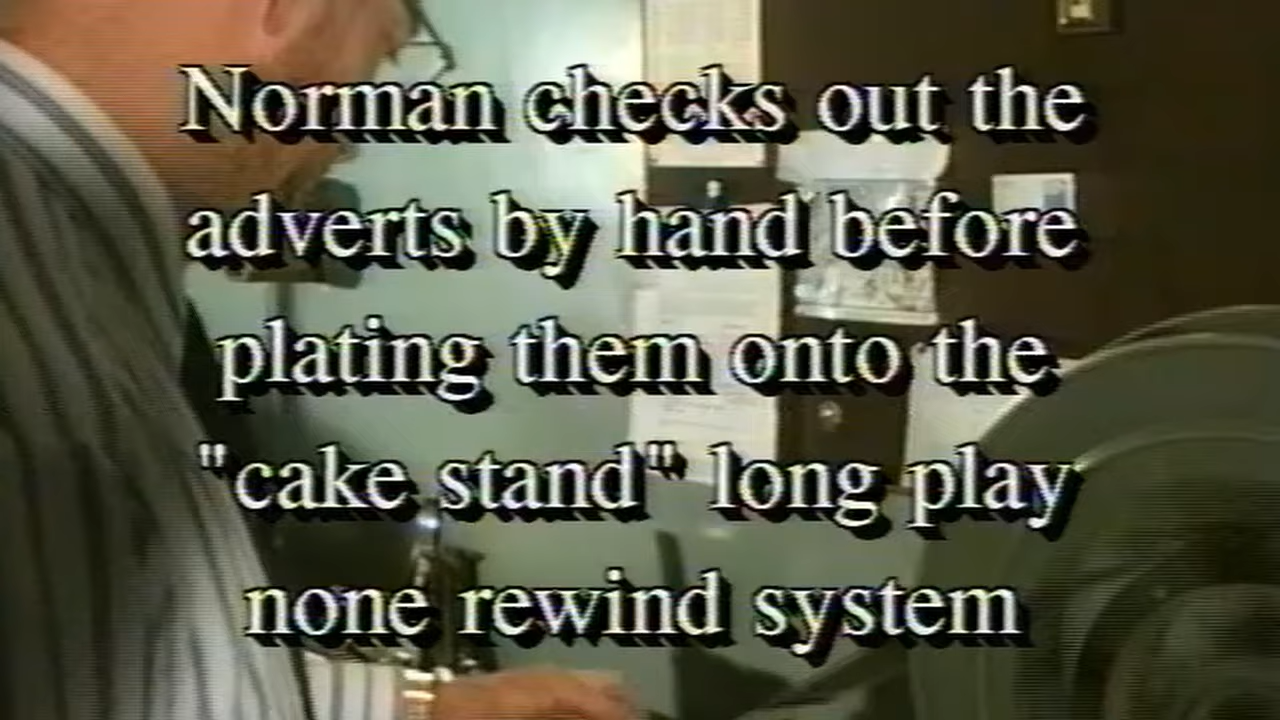 Norman checks out the
adverts by hand before
plating them onto the
"cake stand" long play
none rewind system